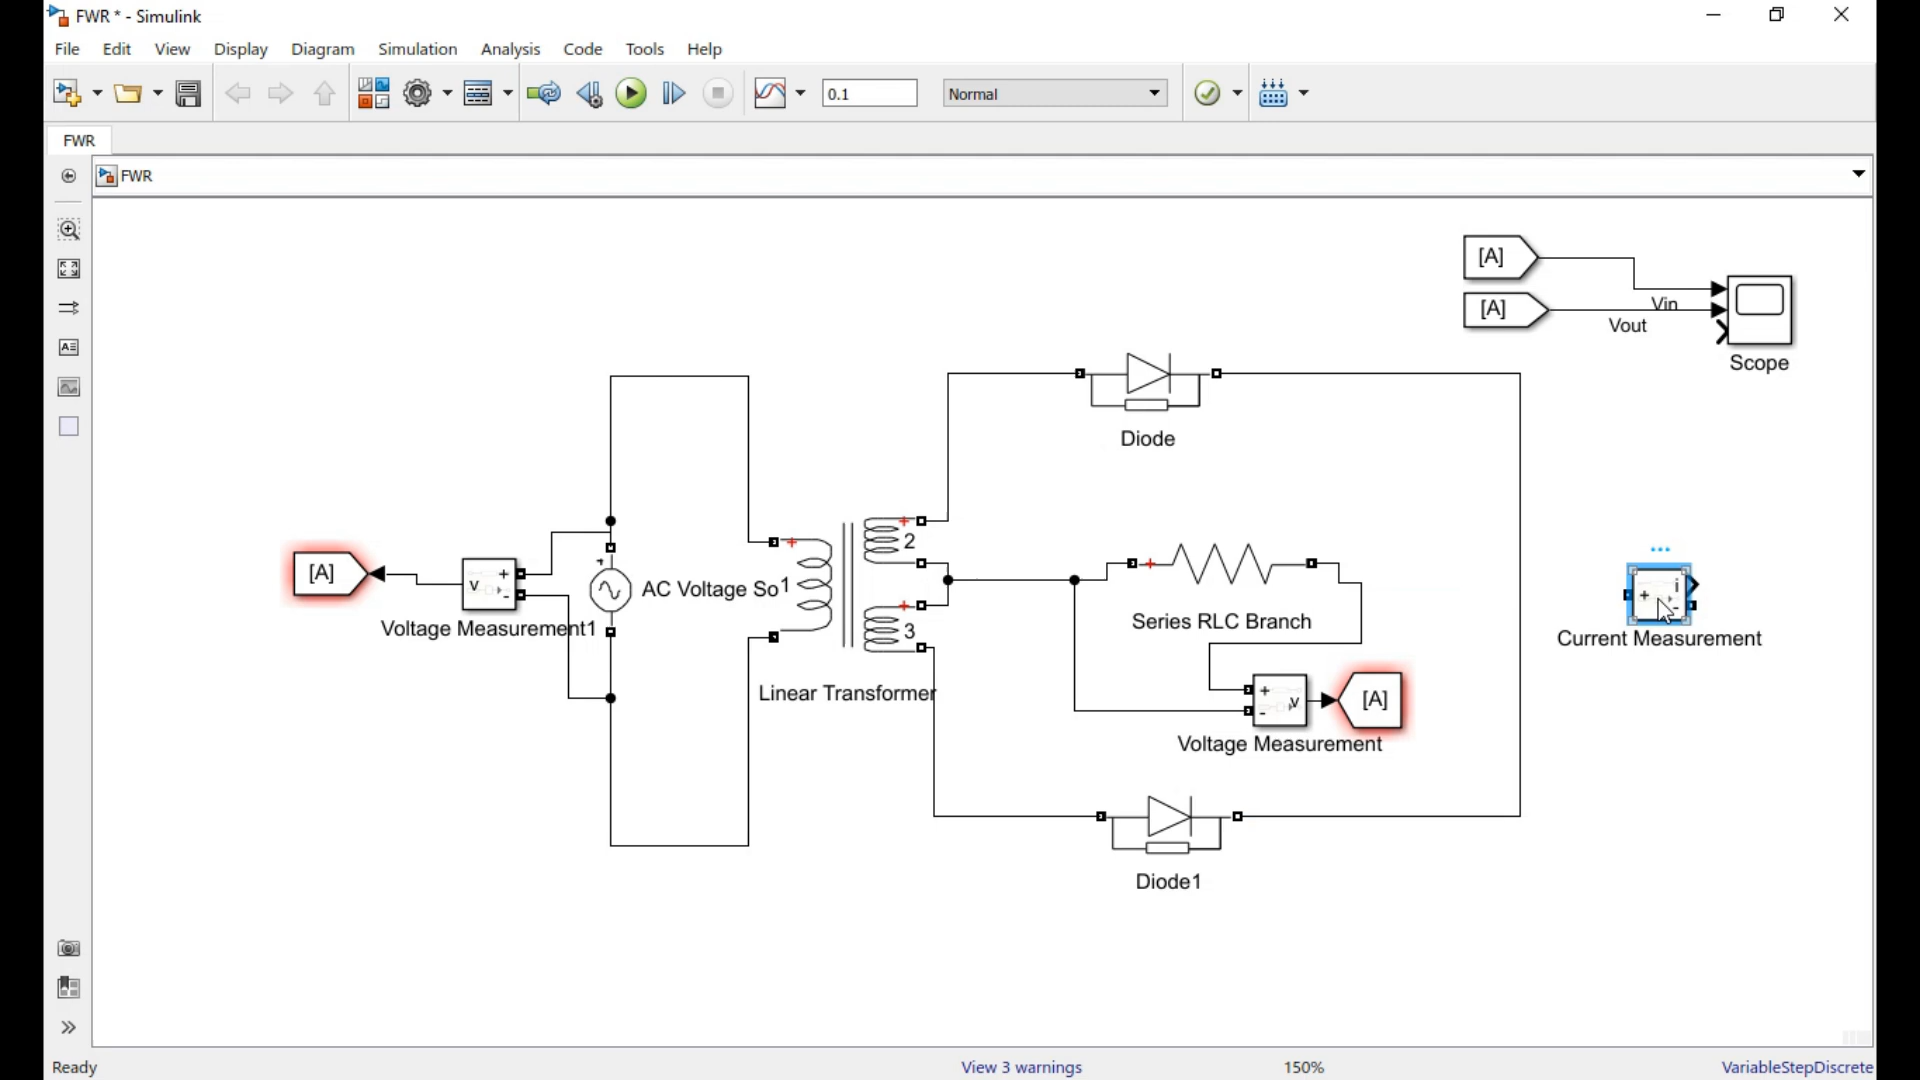 FWR * - Simulink
File Edit View Display Diagram Simulation Analysis Code Tools Help
0.1 Normal
FWR
FWR
[A]
[A]
Vin
Vout
Scope
Diode
[A]
v + -
+
AC Voltage So
1
+
+ 2
+ 3
+
i
+ -
Voltage Measurement1
Series RLC Branch
Current Measurement
Linear Transformer
+ - v
[A]
Voltage Measurement
Diode1
Ready View 3 warnings 150% VariableStepDiscrete